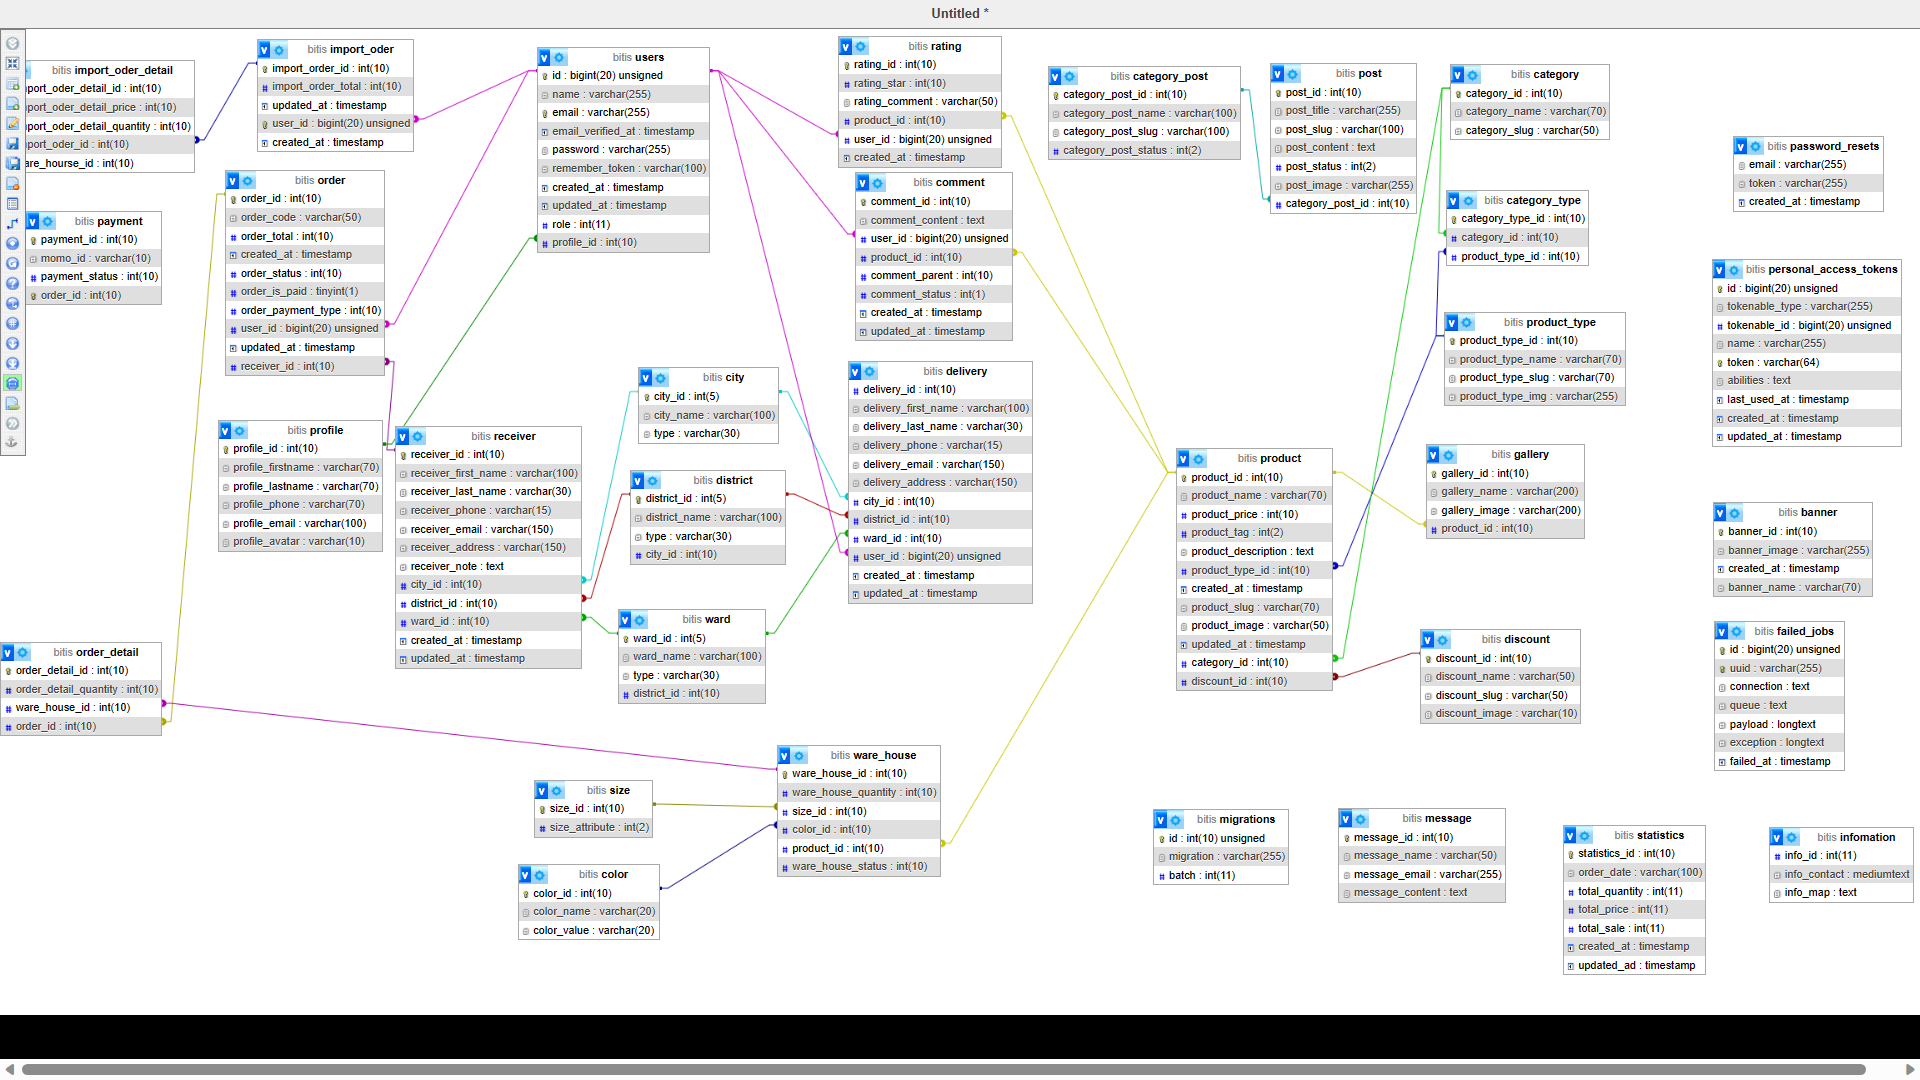 Untitled *
bitis import_oder_detail
port_oder_detail_id : int(10)
port_oder_detail_price : int(10)
port_oder_detail_quantity : int(10)
port_oder_id : int(10)
are_hourse_id : int(10)
bitis import_oder
import_order_id : int(10)
import_order_total : int(10)
updated_at : timestamp
user_id : bigint(20) unsigned
created_at : timestamp
bitis users
id : bigint(20) unsigned
name : varchar(255)
email : varchar(255)
email_verified_at : timestamp
password : varchar(255)
remember_token : varchar(100)
created_at : timestamp
updated_at : timestamp
role : int(11)
profile_id : int(10)
bitis rating
rating_id : int(10)
rating_star : int(10)
rating_comment : varchar(50)
product_id : int(10)
user_id : bigint(20) unsigned
created_at : timestamp
bitis category_post
category_post_id : int(10)
category_post_name : varchar(100)
category_post_slug : varchar(100)
category_post_status : int(2)
bitis post
post_id : int(10)
post_title : varchar(255)
post_slug : varchar(100)
post_content : text
post_status : int(2)
post_image : varchar(255)
category_post_id : int(10)
bitis category
category_id : int(10)
category_name : varchar(70)
category_slug : varchar(50)
bitis password_resets
email : varchar(255)
token : varchar(255)
created_at : timestamp
bitis order
order_id : int(10)
order_code : varchar(50)
order_total : int(10)
created_at : timestamp
order_status : int(10)
order_is_paid : tinyint(1)
order_payment_type : int(10)
user_id : bigint(20) unsigned
updated_at : timestamp
receiver_id : int(10)
bitis payment
payment_id : int(10)
momo_id : varchar(10)
payment_status : int(10)
order_id : int(10)
bitis comment
comment_id : int(10)
comment_content : text
user_id : bigint(20) unsigned
product_id : int(10)
comment_parent : int(10)
comment_status : int(1)
created_at : timestamp
updated_at : timestamp
bitis category_type
category_type_id : int(10)
category_id : int(10)
product_type_id : int(10)
bitis personal_access_tokens
id : bigint(20) unsigned
tokenable_type : varchar(255)
tokenable_id : bigint(20) unsigned
name : varchar(255)
token : varchar(64)
abilities : text
last_used_at : timestamp
created_at : timestamp
updated_at : timestamp
bitis product_type
product_type_id : int(10)
product_type_name : varchar(70)
product_type_slug : varchar(70)
product_type_img : varchar(255)
bitis city
city_id : int(5)
city_name : varchar(100)
type : varchar(30)
bitis delivery
delivery_id : int(10)
delivery_first_name : varchar(100)
delivery_last_name : varchar(30)
delivery_phone : varchar(15)
delivery_email : varchar(150)
delivery_address : varchar(150)
city_id : int(10)
district_id : int(10)
ward_id : int(10)
user_id : bigint(20) unsigned
created_at : timestamp
updated_at : timestamp
bitis profile
profile_id : int(10)
profile_firstname : varchar(70)
profile_lastname : varchar(70)
profile_phone : varchar(70)
profile_email : varchar(100)
profile_avatar : varchar(10)
bitis receiver
receiver_id : int(10)
receiver_first_name : varchar(100)
receiver_last_name : varchar(30)
receiver_phone : varchar(15)
receiver_email : varchar(150)
receiver_address : varchar(150)
receiver_note : text
city_id : int(10)
district_id : int(10)
ward_id : int(10)
created_at : timestamp
updated_at : timestamp
bitis district
district_id : int(5)
district_name : varchar(100)
type : varchar(30)
city_id : int(10)
bitis product
product_id : int(10)
product_name : varchar(70)
product_price : int(10)
product_tag : int(2)
product_description : text
product_type_id : int(10)
created_at : timestamp
product_slug : varchar(70)
product_image : varchar(50)
updated_at : timestamp
category_id : int(10)
discount_id : int(10)
bitis gallery
gallery_id : int(10)
gallery_name : varchar(200)
gallery_image : varchar(200)
product_id : int(10)
bitis banner
banner_id : int(10)
banner_image : varchar(255)
created_at : timestamp
banner_name : varchar(70)
bitis ward
ward_id : int(5)
ward_name : varchar(100)
type : varchar(30)
district_id : int(10)
bitis discount
discount_id : int(10)
discount_name : varchar(50)
discount_slug : varchar(50)
discount_image : varchar(10)
bitis failed_jobs
id : bigint(20) unsigned
uuid : varchar(255)
connection : text
queue : text
payload : longtext
exception : longtext
failed_at : timestamp
bitis order_detail
order_detail_id : int(10)
order_detail_quantity : int(10)
ware_house_id : int(10)
order_id : int(10)
bitis ware_house
ware_house_id : int(10)
ware_house_quantity : int(10)
size_id : int(10)
color_id : int(10)
product_id : int(10)
ware_house_status : int(10)
bitis size
size_id : int(10)
size_attribute : int(2)
bitis color
color_id : int(10)
color_name : varchar(20)
color_value : varchar(20)
bitis migrations
id : int(10) unsigned
migration : varchar(255)
batch : int(11)
bitis message
message_id : int(10)
message_name : varchar(50)
message_email : varchar(255)
message_content : text
bitis statistics
statistics_id : int(10)
order_date : varchar(100)
total_quantity : int(11)
total_price : int(11)
total_sale : int(11)
created_at : timestamp
updated_ad : timestamp
bitis infomation
info_id : int(11)
info_contact : mediumtext
info_map : text